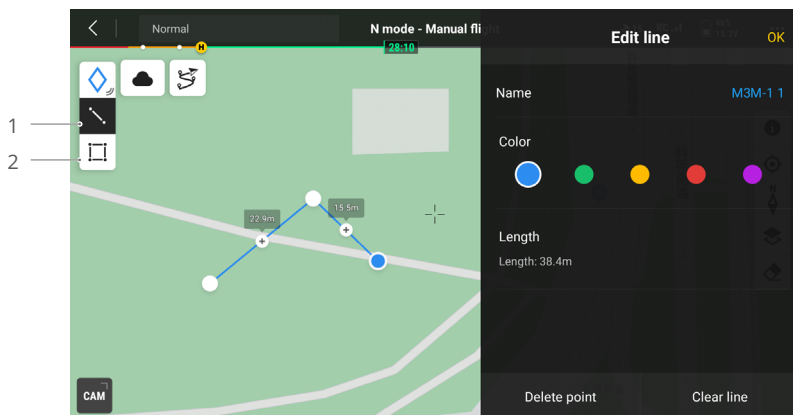 Normal
N mode - Manual fli
28:10
H
1
2
22.9m
15.5m
CAM
Edit line
OK
Name
M3M-1 1
Color
Length
Length: 38.4m
Delete point
Clear line